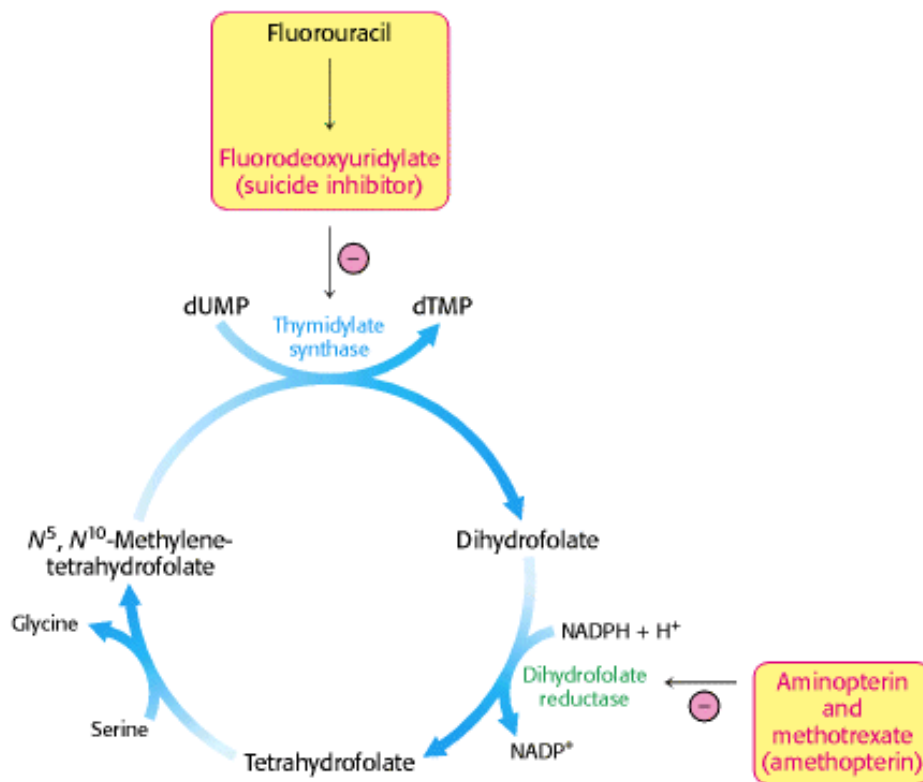 Fluorouracil
Fluorodeoxyuridylate
(suicide inhibitor)
−
dUMP
dTMP
Thymidylate
synthase
N⁵, N¹⁰-Methylene-
tetrahydrofolate
Dihydrofolate
Glycine
NADPH + H⁺
Dihydrofolate
reductase
−
Aminopterin
and
methotrexate
(amethopterin)
Serine
NADP⁺
Tetrahydrofolate